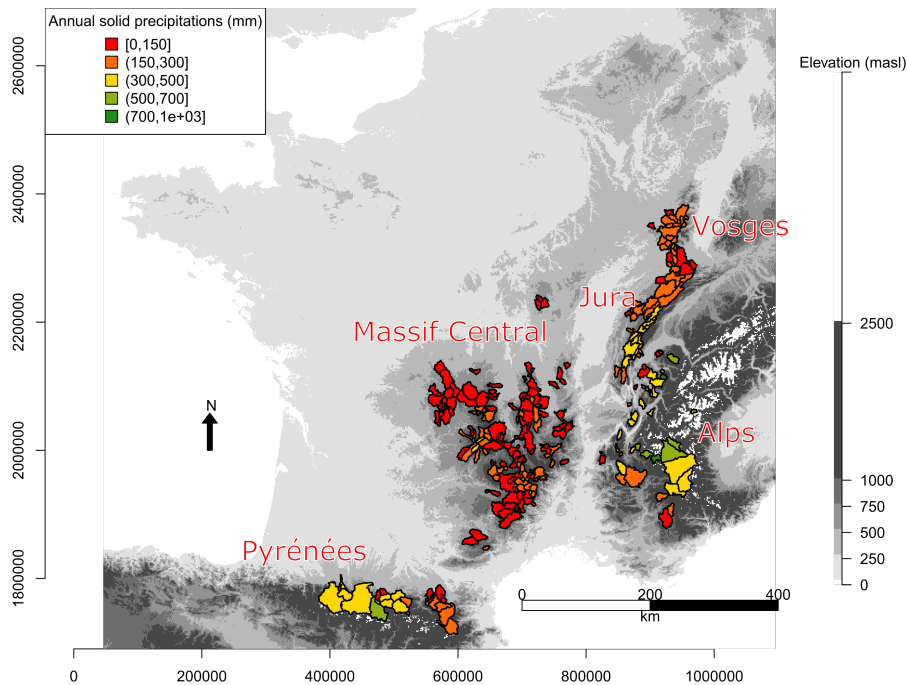 Annual solid precipitations (mm)
[0,150]
(150,300]
(300,500]
(500,700]
(700,1e+03]
Elevation (masl)
2500
1000
750
500
250
0
2600000
2400000
2200000
2000000
1800000
Vosges
Jura
Massif Central
Alps
Pyrénées
N
0 200 400
km
0 200000 400000 600000 800000 1000000